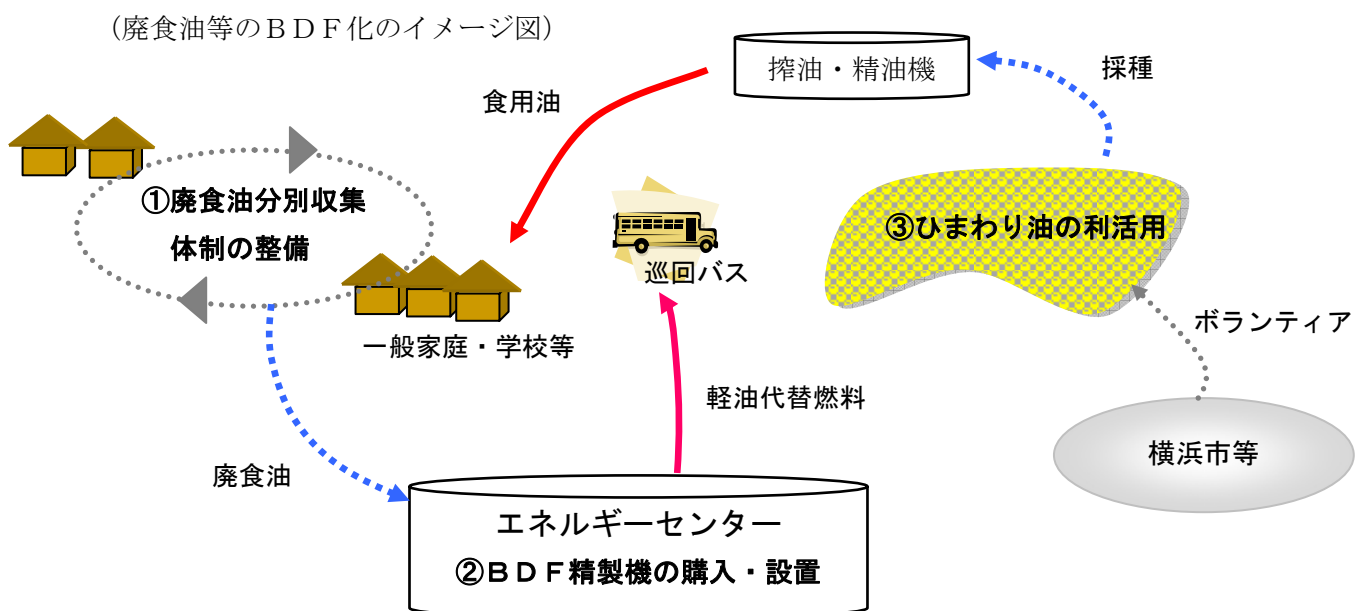 (廃食油等のＢＤＦ化のイメージ図)
搾油・精油機
採種
食用油
①廃食油分別収集
体制の整備
③ひまわり油の利活用
巡回バス
ボランティア
一般家庭・学校等
軽油代替燃料
横浜市等
廃食油
エネルギーセンター
②ＢＤＦ精製機の購入・設置